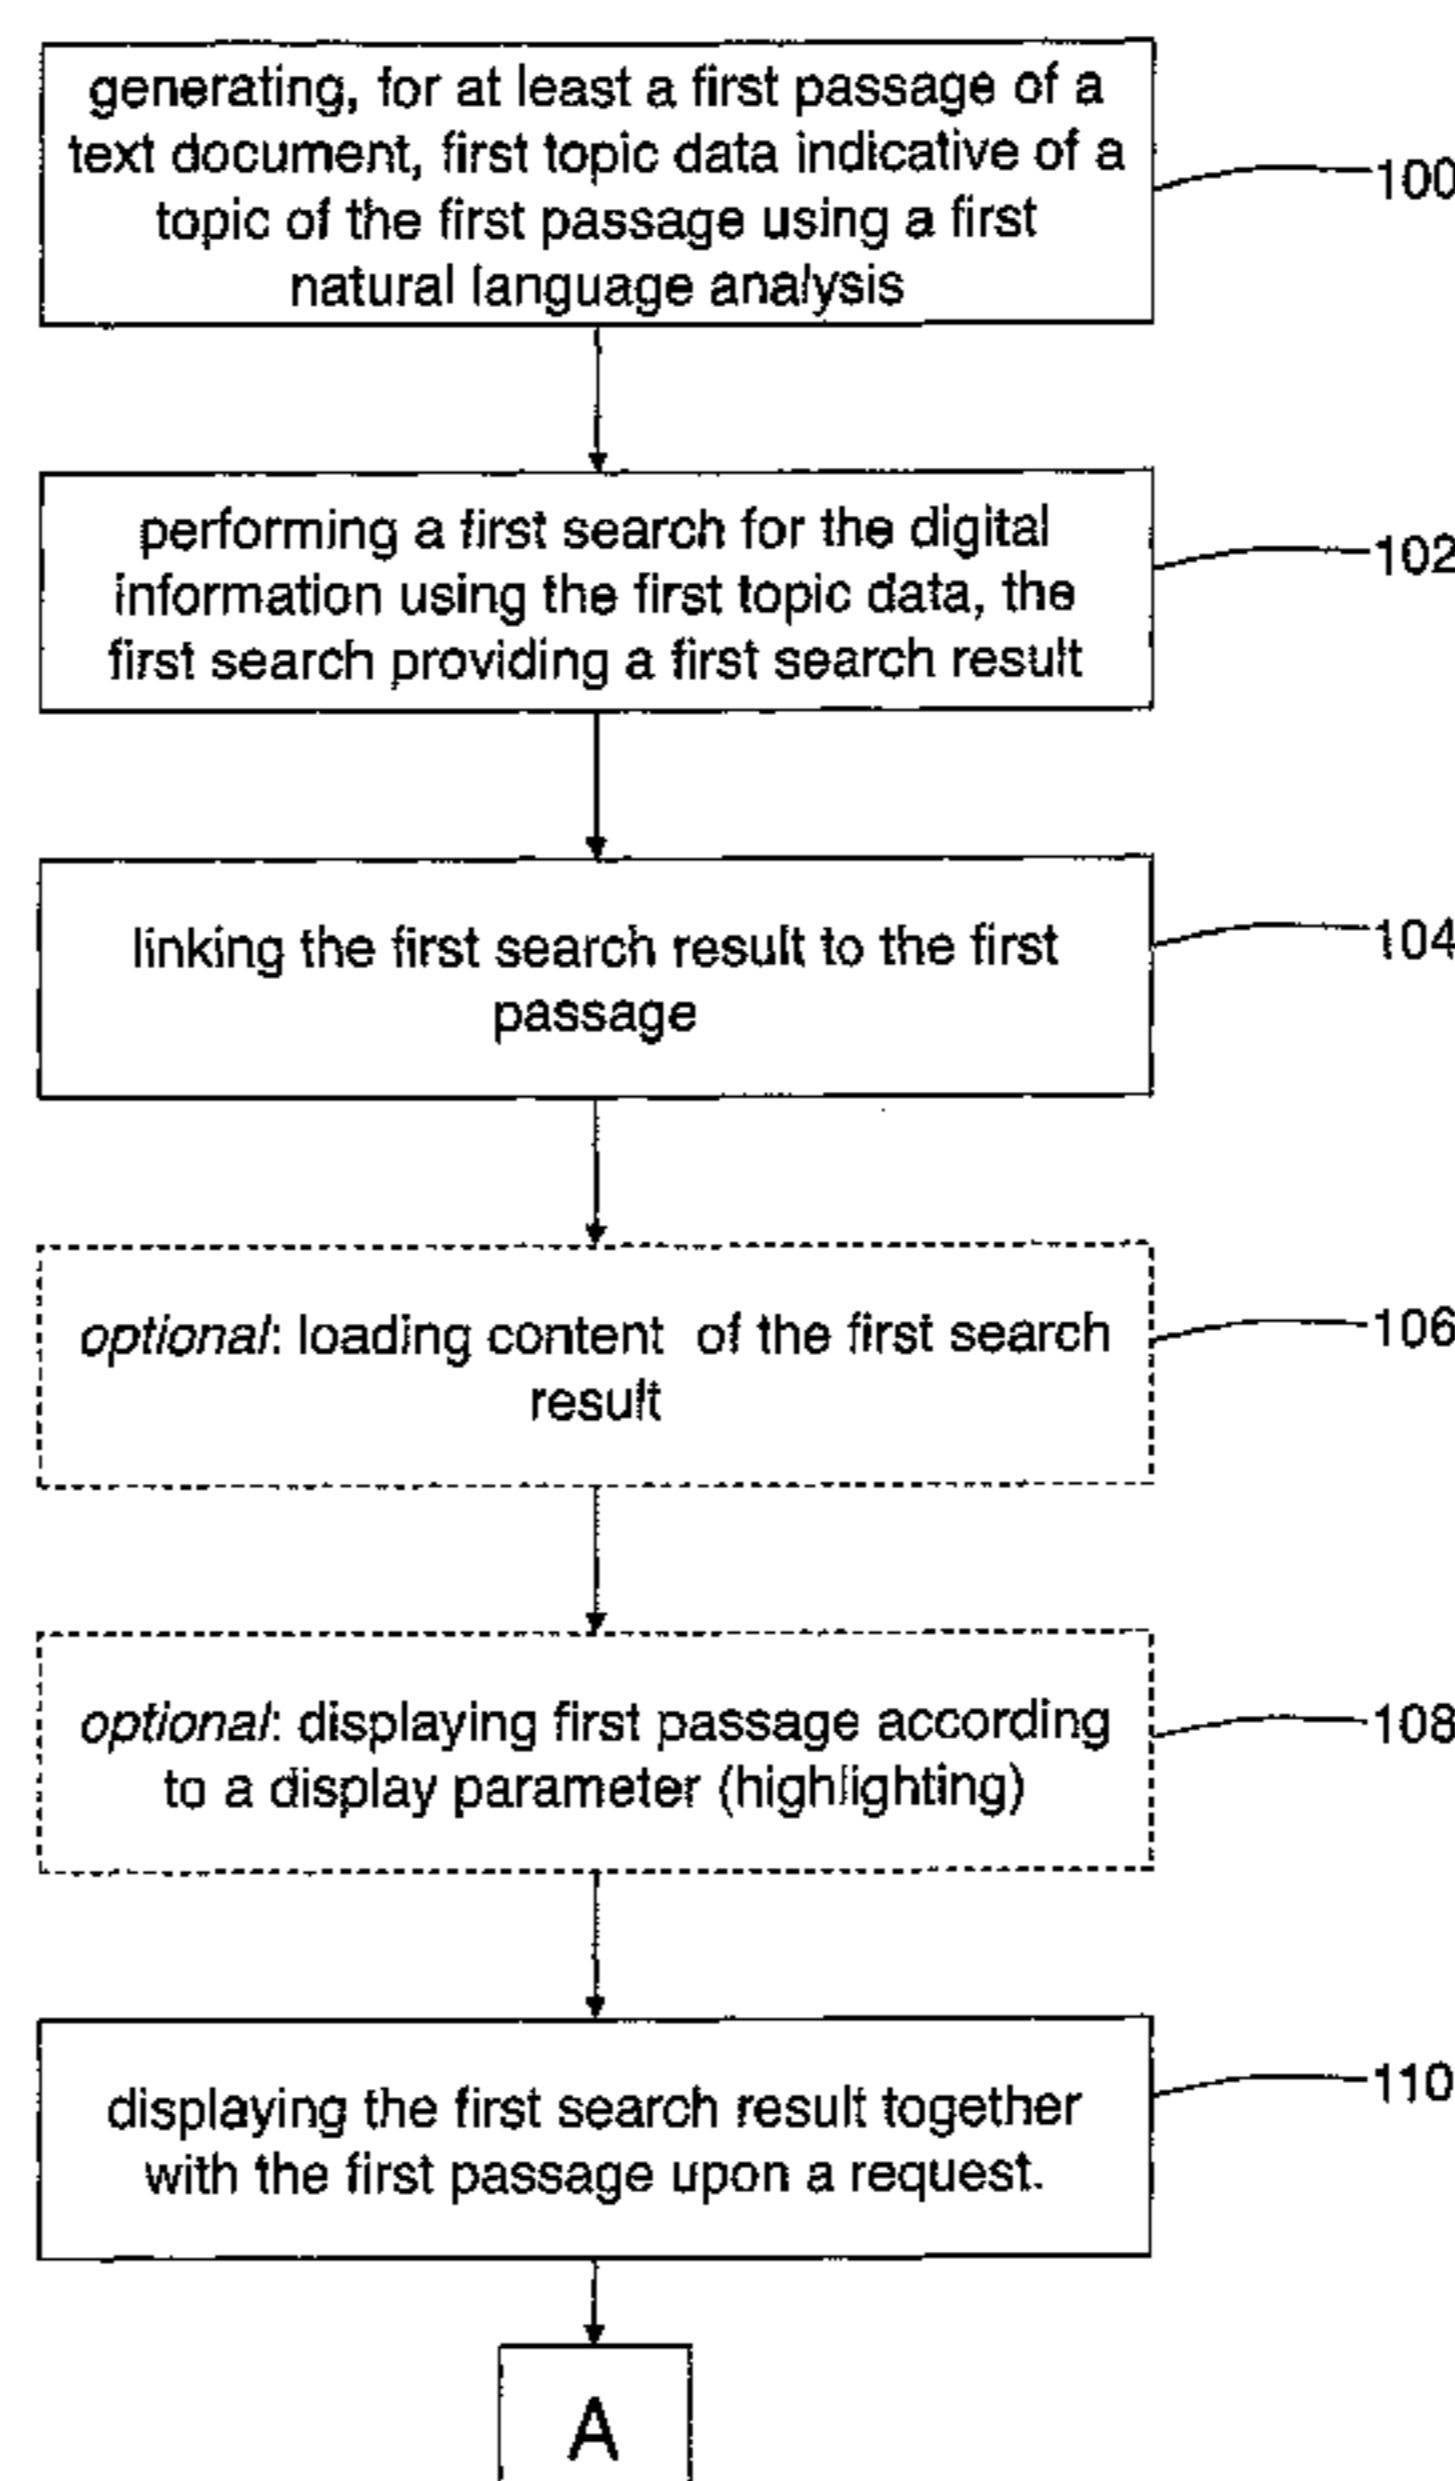 generating, for at least a first passage of a
text document, first topic data indicative of a
topic of the first passage using a first
natural language analysis
100
performing a first search for the digital
information using the first topic data, the
first search providing a first search result
102
linking the first search result to the first
passage
104
optional: loading content of the first search
result
106
optional: displaying first passage according
to a display parameter (highlighting)
108
displaying the first search result together
with the first passage upon a request.
110
A